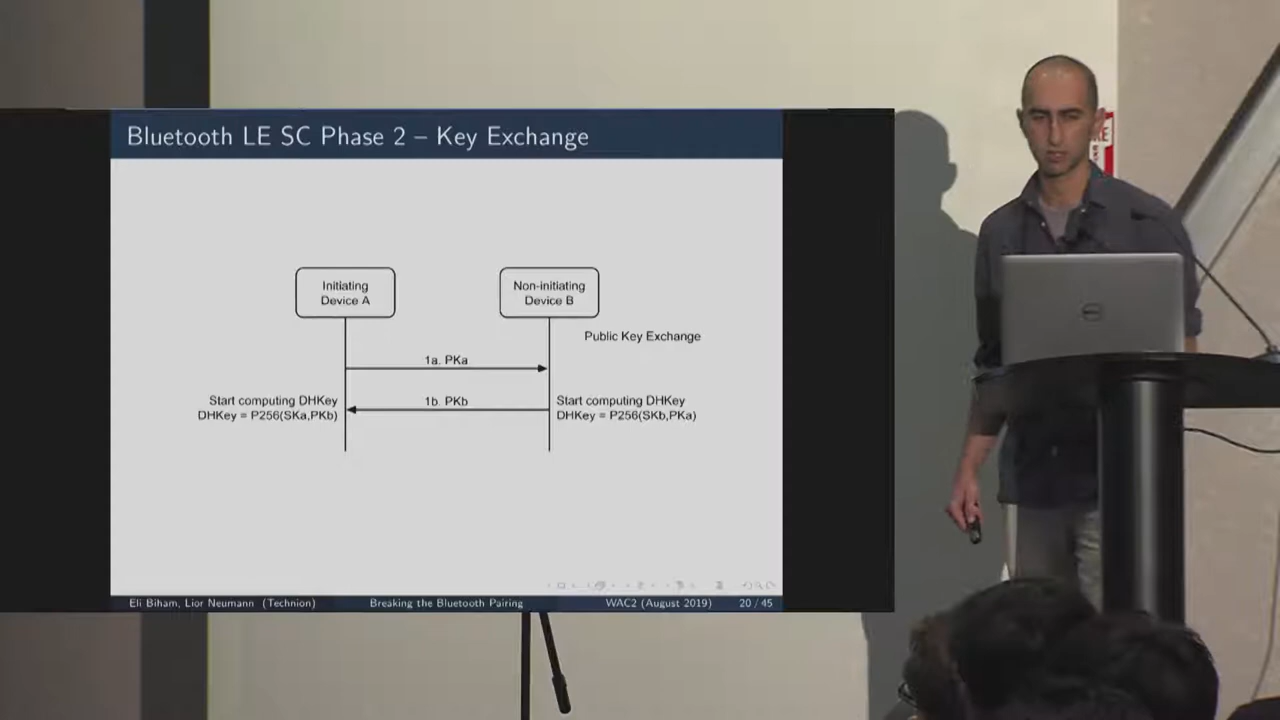 Bluetooth LE SC Phase 2 – Key Exchange
Initiating
Device A
Non-initiating
Device B
Public Key Exchange
1a. PKa
Start computing DHKey
DHKey = P256(SKa,PKb)
1b. PKb
Start computing DHKey
DHKey = P256(SKb,PKa)
Eli Biham, Lior Neumann (Technion)
Breaking the Bluetooth Pairing
WAC2 (August 2019)
20 / 45
DELL